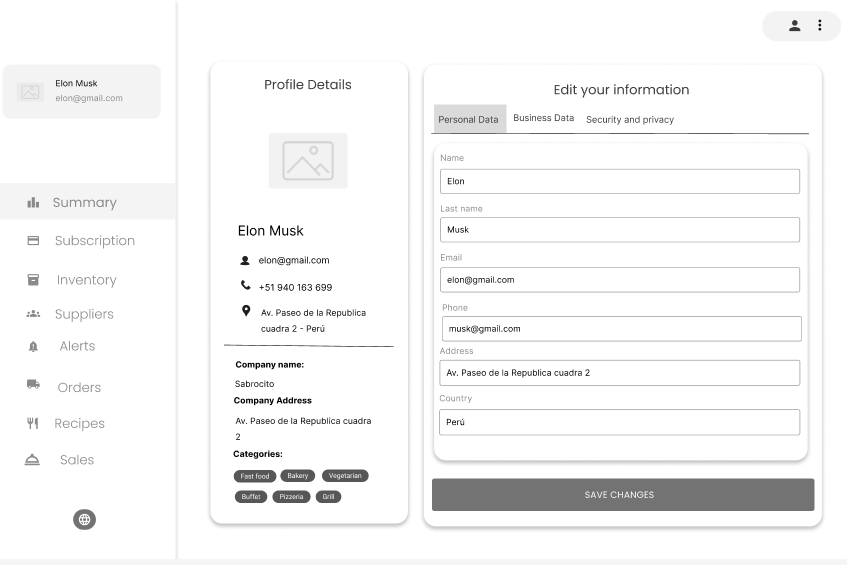 Elon Musk
elon@gmail.com
Summary
Subscription
Inventory
Suppliers
Alerts
Orders
Recipes
Sales
Profile Details
Elon Musk
elon@gmail.com
+51 940 163 699
Av. Paseo de la Republica
cuadra 2 - Perú
Company name:
Sabrocito
Company Address
Av. Paseo de la Republica cuadra
2
Categories:
Fast food Bakery Vegetarian
Buffet Pizzeria Grill
Edit your information
Personal Data Business Data Security and privacy
Name
Elon
Last name
Musk
Email
elon@gmail.com
Phone
musk@gmail.com
Address
Av. Paseo de la Republica cuadra 2
Country
Perú
SAVE CHANGES